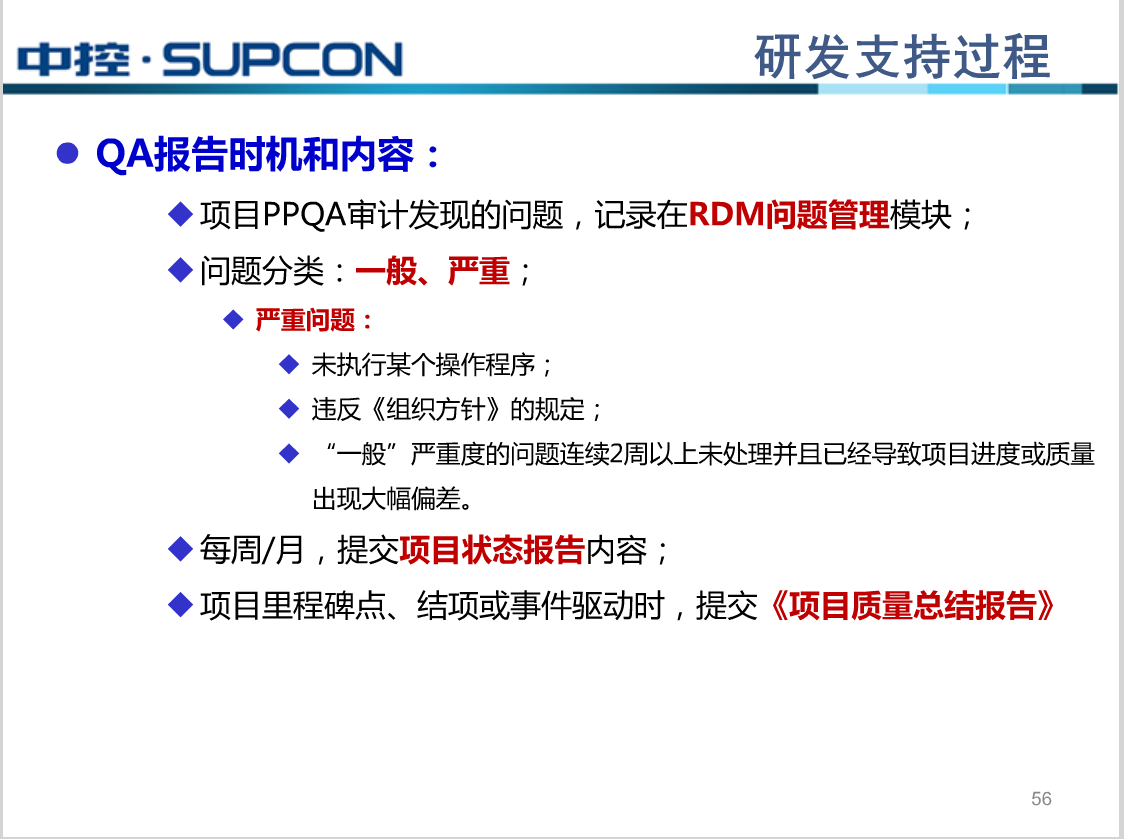 中控·SUPCON
研发支持过程
QA报告时机和内容：
项目PPQA审计发现的问题，记录在RDM问题管理模块；
问题分类：一般、严重；
严重问题：
未执行某个操作程序；
违反《组织方针》的规定；
“一般”严重度的问题连续2周以上未处理并且已经导致项目进度或质量
出现大幅偏差。
每周/月，提交项目状态报告内容；
项目里程碑点、结项或事件驱动时，提交《项目质量总结报告》
56